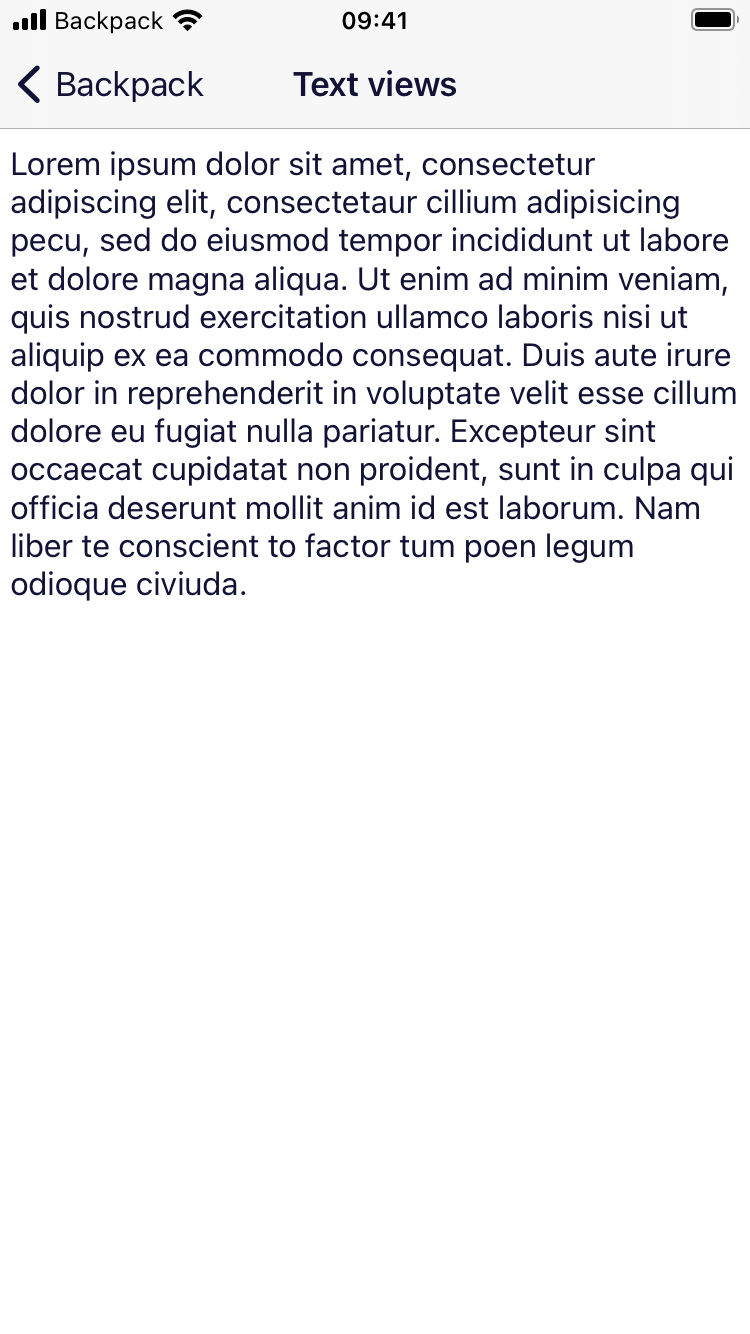 Backpack 09:41
Backpack Text views
Lorem ipsum dolor sit amet, consectetur
adipiscing elit, consectetaur cillium adipisicing
pecu, sed do eiusmod tempor incididunt ut labore
et dolore magna aliqua. Ut enim ad minim veniam,
quis nostrud exercitation ullamco laboris nisi ut
aliquip ex ea commodo consequat. Duis aute irure
dolor in reprehenderit in voluptate velit esse cillum
dolore eu fugiat nulla pariatur. Excepteur sint
occaecat cupidatat non proident, sunt in culpa qui
officia deserunt mollit anim id est laborum. Nam
liber te conscient to factor tum poen legum
odioque civiuda.